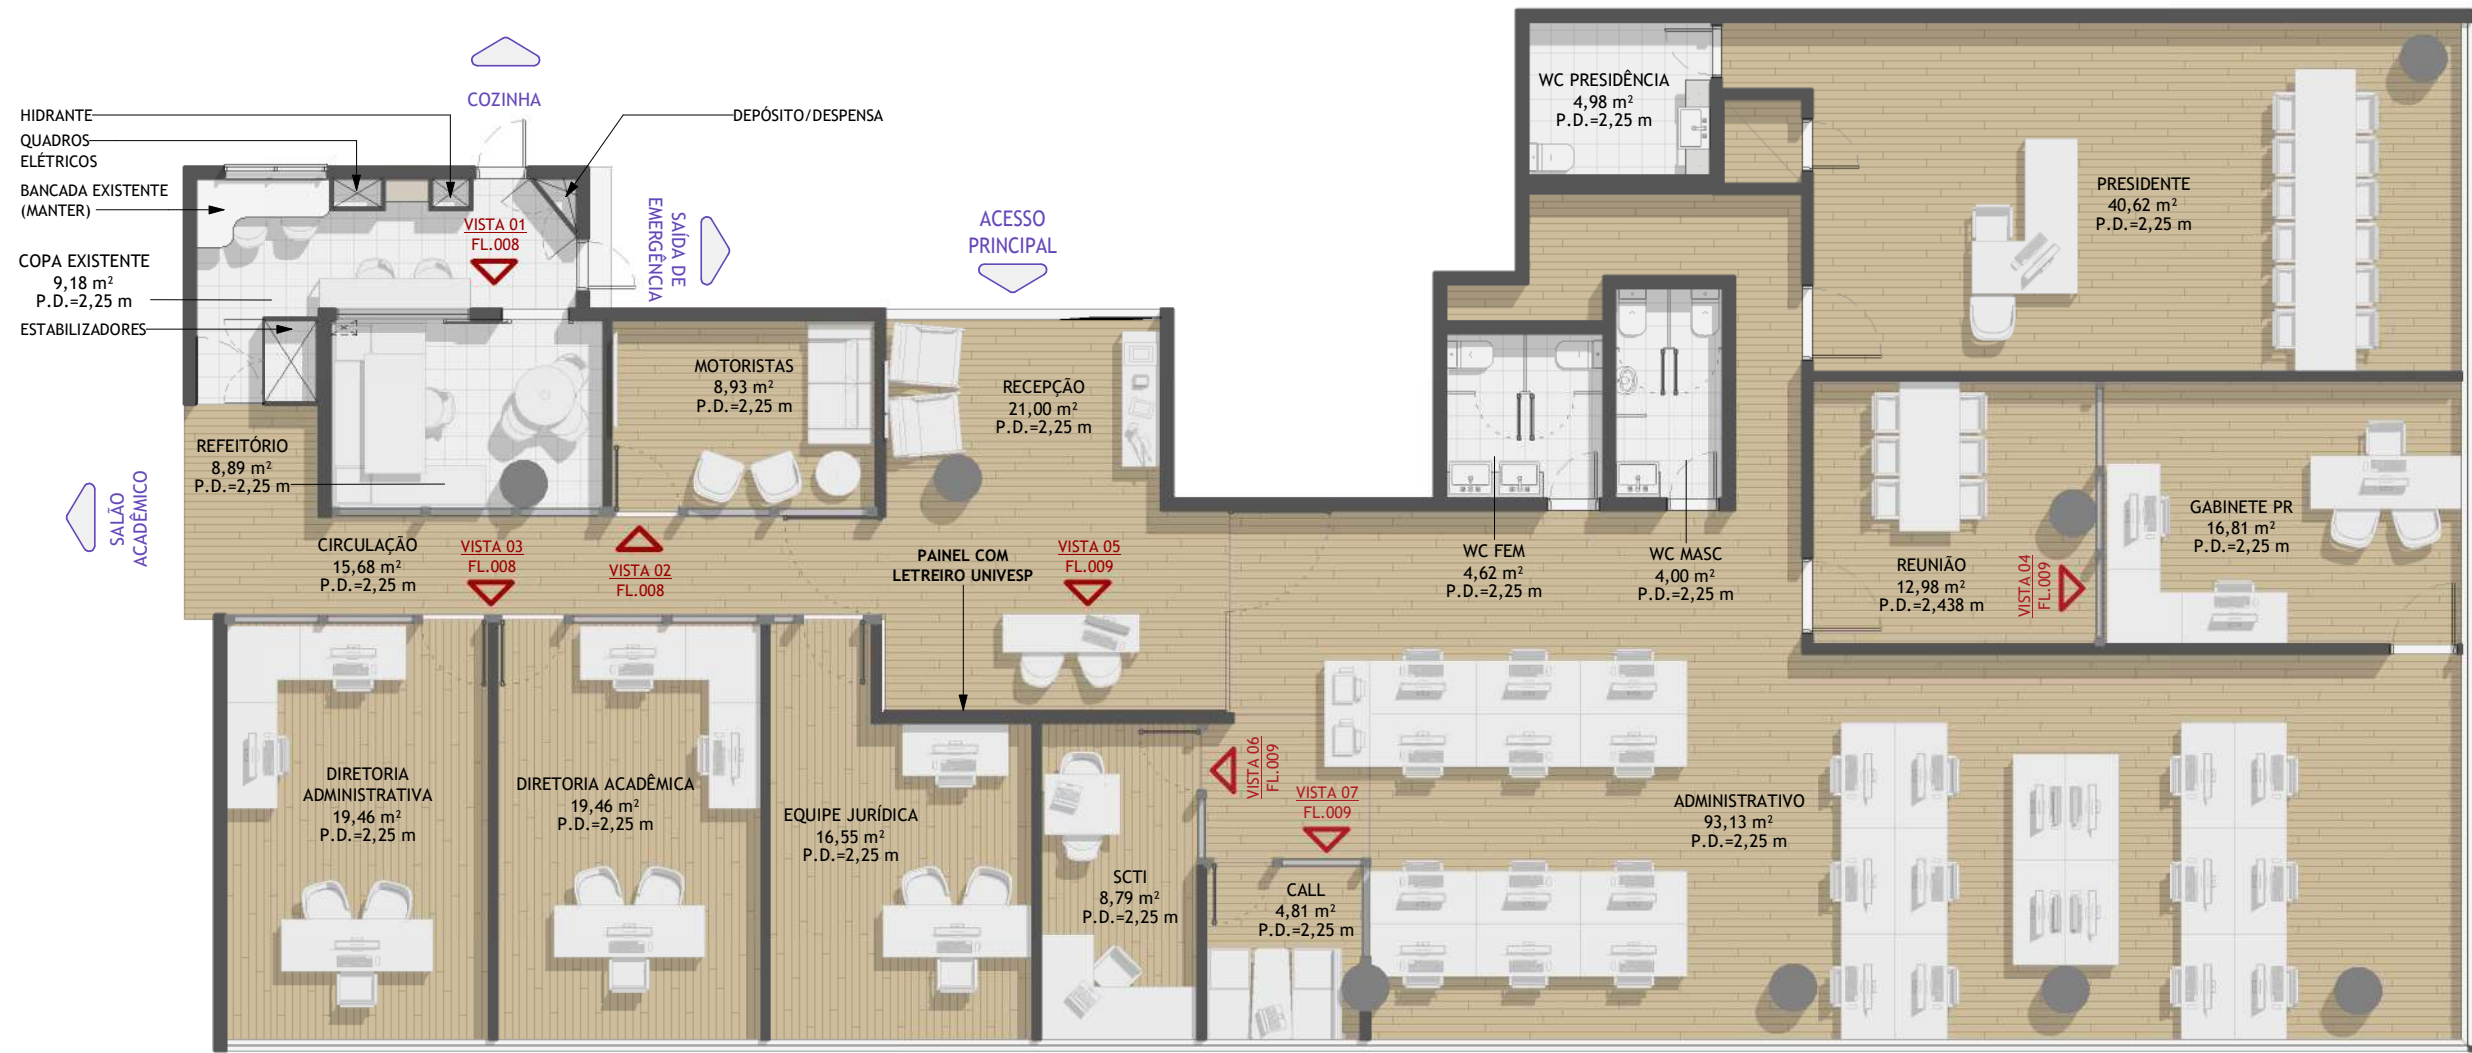 COZINHA
HIDRANTE
QUADROS
ELÉTRICOS
BANCADA EXISTENTE
(MANTER)
COPA EXISTENTE
9,18 m²
P.D.=2,25 m
ESTABILIZADORES
DEPÓSITO/DESPENSA
VISTA 01
FL.008
SAÍDA DE
EMERGÊNCIA
ACESSO
PRINCIPAL
WC PRESIDÊNCIA
4,98 m²
P.D.=2,25 m
PRESIDENTE
40,62 m²
P.D.=2,25 m
MOTORISTAS
8,93 m²
P.D.=2,25 m
RECEPÇÃO
21,00 m²
P.D.=2,25 m
REFEITÓRIO
8,89 m²
P.D.=2,25 m
SALÃO
ACADÊMICO
CIRCULAÇÃO
15,68 m²
P.D.=2,25 m
VISTA 03
FL.008
VISTA 02
FL.008
PAINEL COM
LETREIRO UNIVESP
VISTA 05
FL.009
WC FEM
4,62 m²
P.D.=2,25 m
WC MASC
4,00 m²
P.D.=2,25 m
REUNIÃO
12,98 m²
P.D.=2,438 m
VISTA 04
FL.009
GABINETE PR
16,81 m²
P.D.=2,25 m
DIRETORIA
ADMINISTRATIVA
19,46 m²
P.D.=2,25 m
DIRETORIA ACADÊMICA
19,46 m²
P.D.=2,25 m
EQUIPE JURÍDICA
16,55 m²
P.D.=2,25 m
SCTI
8,79 m²
P.D.=2,25 m
VISTA 06
FL.009
VISTA 07
FL.009
CALL
4,81 m²
P.D.=2,25 m
ADMINISTRATIVO
93,13 m²
P.D.=2,25 m